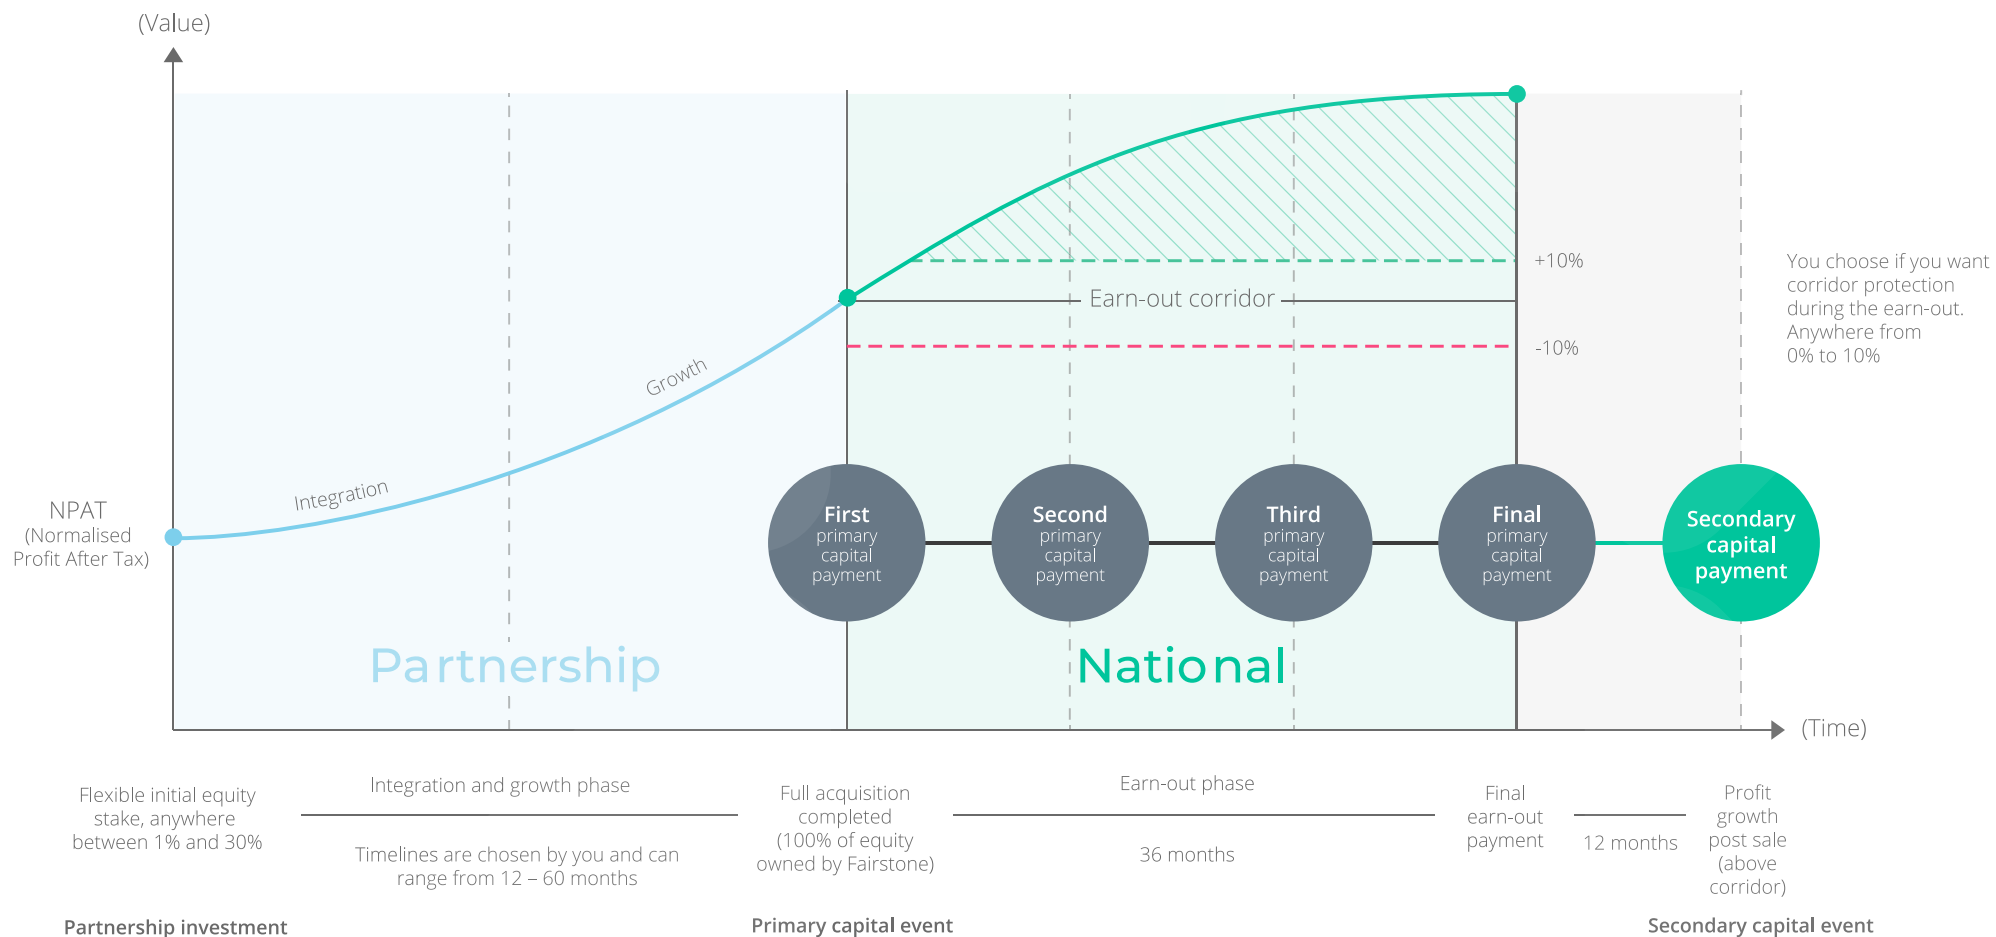 (Value)
+10%
You choose if you want
corridor protection
during the earn-out.
Anywhere from
0% to 10%
Earn-out corridor
-10%
Growth
Integration
NPAT
(Normalised
Profit After Tax)
First
primary
capital
payment
Second
primary
capital
payment
Third
primary
capital
payment
Final
primary
capital
payment
Secondary
capital
payment
Partnership
National
(Time)
Flexible initial equity
stake, anywhere
between 1% and 30%
Integration and growth phase
Timelines are chosen by you and can
range from 12 – 60 months
Full acquisition
completed
(100% of equity
owned by Fairstone)
Earn-out phase
36 months
Final
earn-out
payment
12 months
Profit
growth
post sale
(above
corridor)
Partnership investment
Primary capital event
Secondary capital event